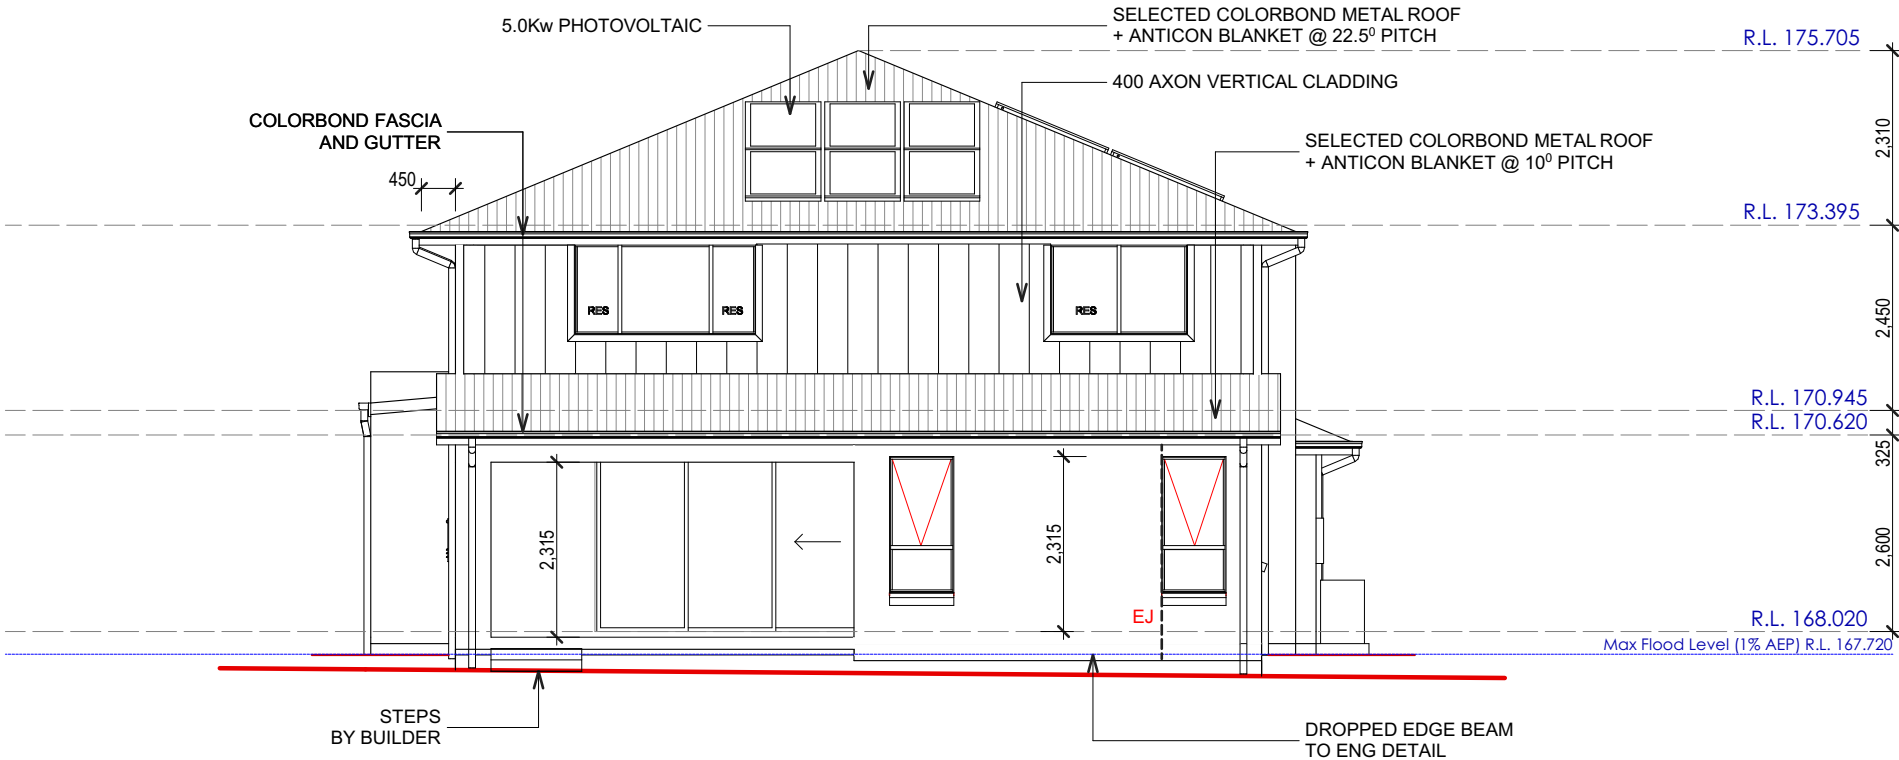 5.0Kw PHOTOVOLTAIC
SELECTED COLORBOND METAL ROOF
+ ANTICON BLANKET @ 22.5⁰ PITCH
R.L. 175.705
400 AXON VERTICAL CLADDING
COLORBOND FASCIA
AND GUTTER
SELECTED COLORBOND METAL ROOF
+ ANTICON BLANKET @ 10⁰ PITCH
2,310
450
R.L. 173.395
RES
RES
RES
2,450
R.L. 170.945
R.L. 170.620
325
2,315
2,315
2,600
EJ
R.L. 168.020
Max Flood Level (1% AEP) R.L. 167.720
STEPS
BY BUILDER
DROPPED EDGE BEAM
TO ENG DETAIL